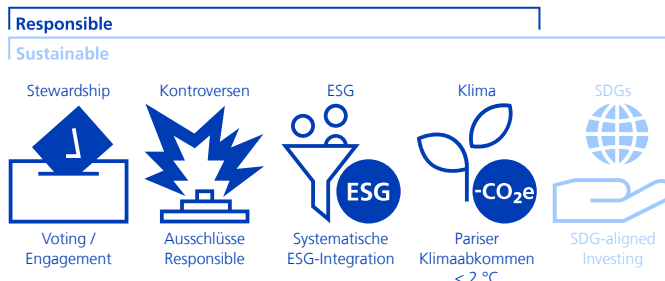 Responsible
Sustainable
Stewardship
Kontroversen
ESG
Klima
SDGs
ESG
-CO₂e
Voting /
Engagement
Ausschlüsse
Responsible
Systematische
ESG-Integration
Pariser
Klimaabkommen
< 2 °C
SDG-aligned
Investing